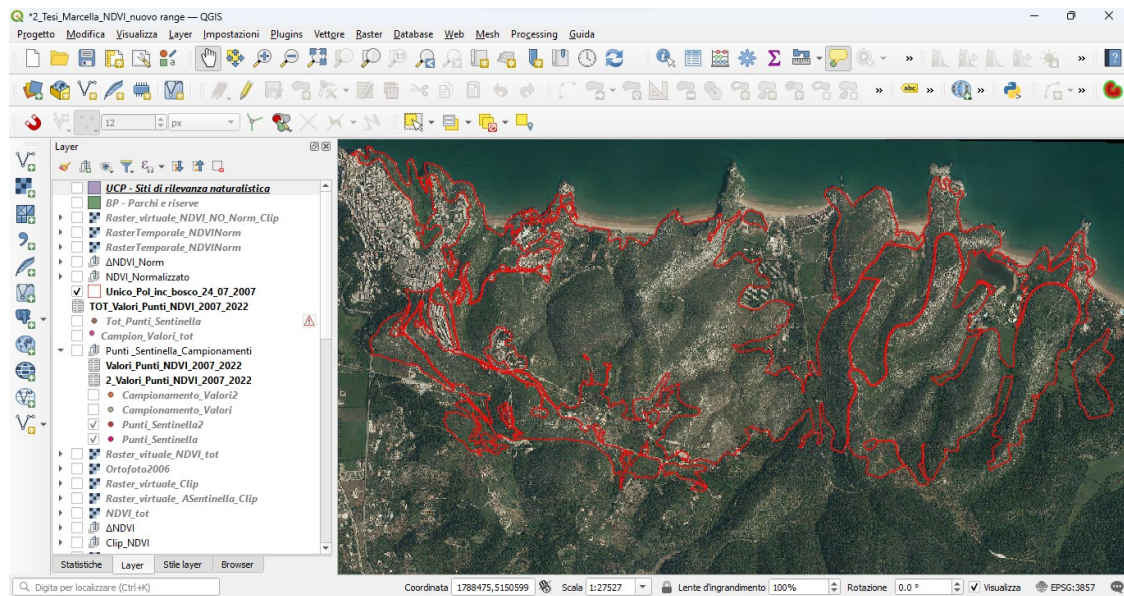 *2_Tesi_Marcella_NDVI_nuovo range — QGIS
Progetto Modifica Visualizza Layer Impostazioni Plugins Vettore Raster Database Web Mesh Processing Guida
abc
12 px
Layer
UCP - Siti di rilevanza naturalistica
BP - Parchi e riserve
Raster_virtuale_NDVI_NO_Norm_Clip
RasterTemporale_NDVINorm
RasterTemporale_NDVINorm
ΔNDVI_Norm
NDVI_Normalizzato
Unico_Pol_inc_bosco_24_07_2007
TOT_Valori_Punti_NDVI_2007_2022
Tot_Punti_Sentinella
Campion_Valori_tot
Punti _Sentinella_Campionamenti
Valori_Punti_NDVI_2007_2022
2_Valori_Punti_NDVI_2007_2022
Campionamento_Valori2
Campionamento_Valori
Punti_Sentinella2
Punti_Sentinella
Raster_vituale_NDVI_tot
Ortofoto2006
Raster_virtuale_Clip
Raster_virtuale_ ASentinella_Clip
NDVI_tot
ΔNDVI
Clip_NDVI
Statistiche Layer Stile layer Browser
Digita per localizzare (Ctrl+K) Coordinata 1788475,5150599 Scala 1:27527 Lente d'ingrandimento 100% Rotazione 0.0 ° Visualizza EPSG:3857